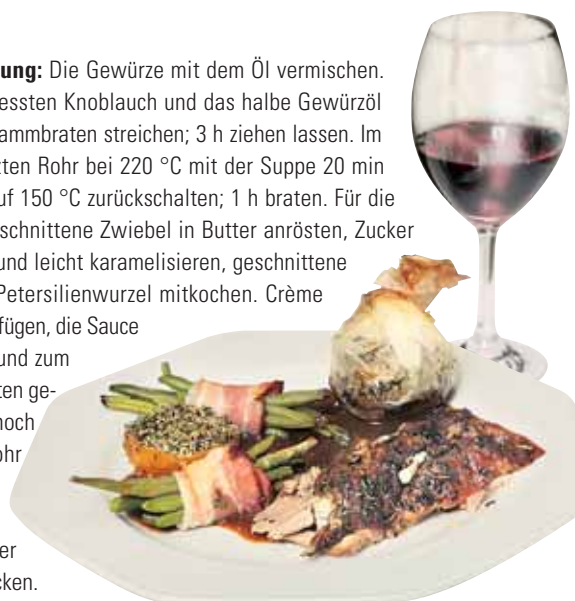 ung: Die Gewürze mit dem Öl vermischen.
essten Knoblauch und das halbe Gewürzöl
ammbraten streichen; 3 h ziehen lassen. Im
ten Rohr bei 220 °C mit der Suppe 20 min
uf 150 °C zurückschalten; 1 h braten. Für die
schnittene Zwiebel in Butter anrösten, Zucker
und leicht karamelisieren, geschnittene
Petersilienwurzel mitkochen. Crème
fügen, die Sauce
und zum
ten ge-
noch
ohr
er
cken.